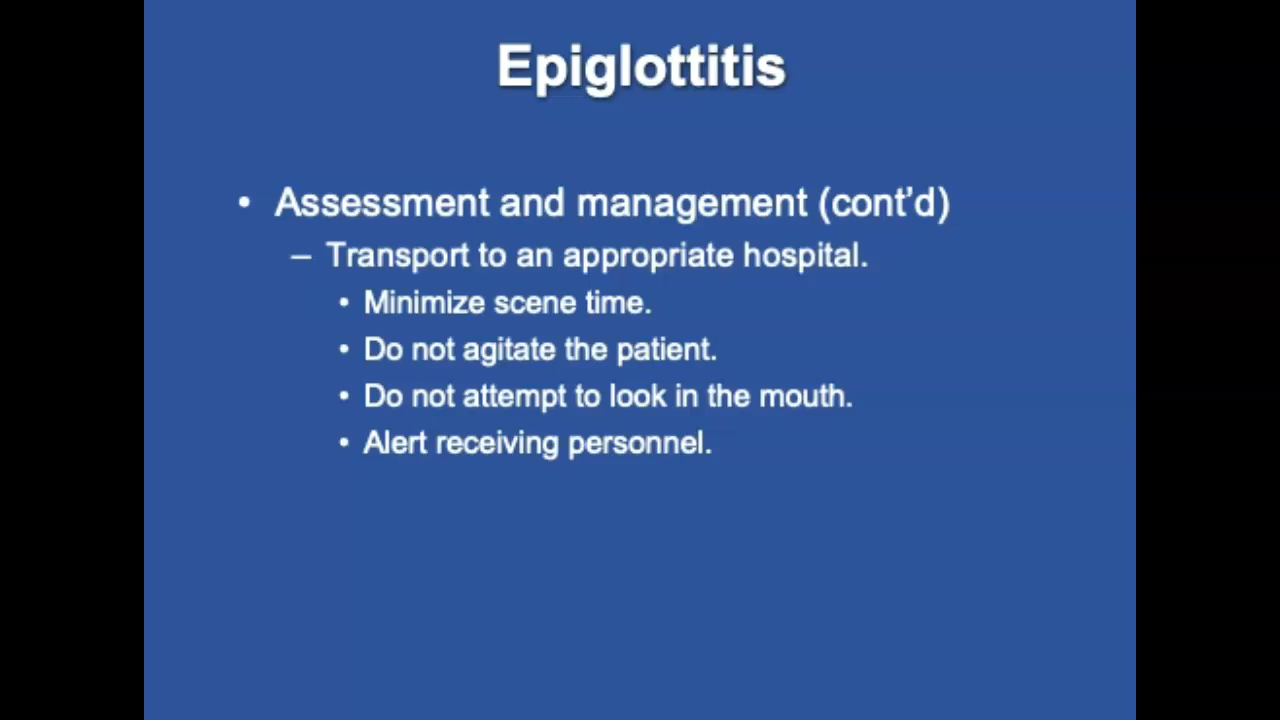 Epiglottitis
• Assessment and management (cont’d)
– Transport to an appropriate hospital.
• Minimize scene time.
• Do not agitate the patient.
• Do not attempt to look in the mouth.
• Alert receiving personnel.